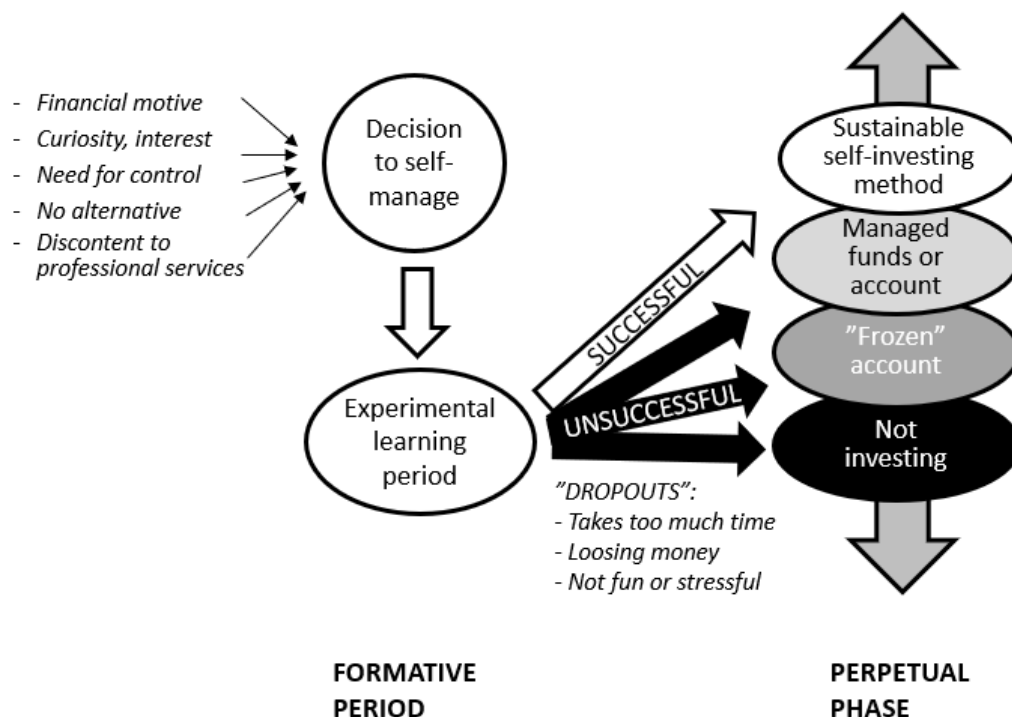 - Financial motive
- Curiosity, interest
- Need for control
- No alternative
- Discontent to
professional services
Decision
to self-
manage
Experimental
learning
period
SUCCESSFUL
UNSUCCESSFUL
”DROPOUTS”:
- Takes too much time
- Loosing money
- Not fun or stressful
Sustainable
self-investing
method
Managed
funds or
account
”Frozen”
account
Not
investing
FORMATIVE
PERIOD
PERPETUAL
PHASE